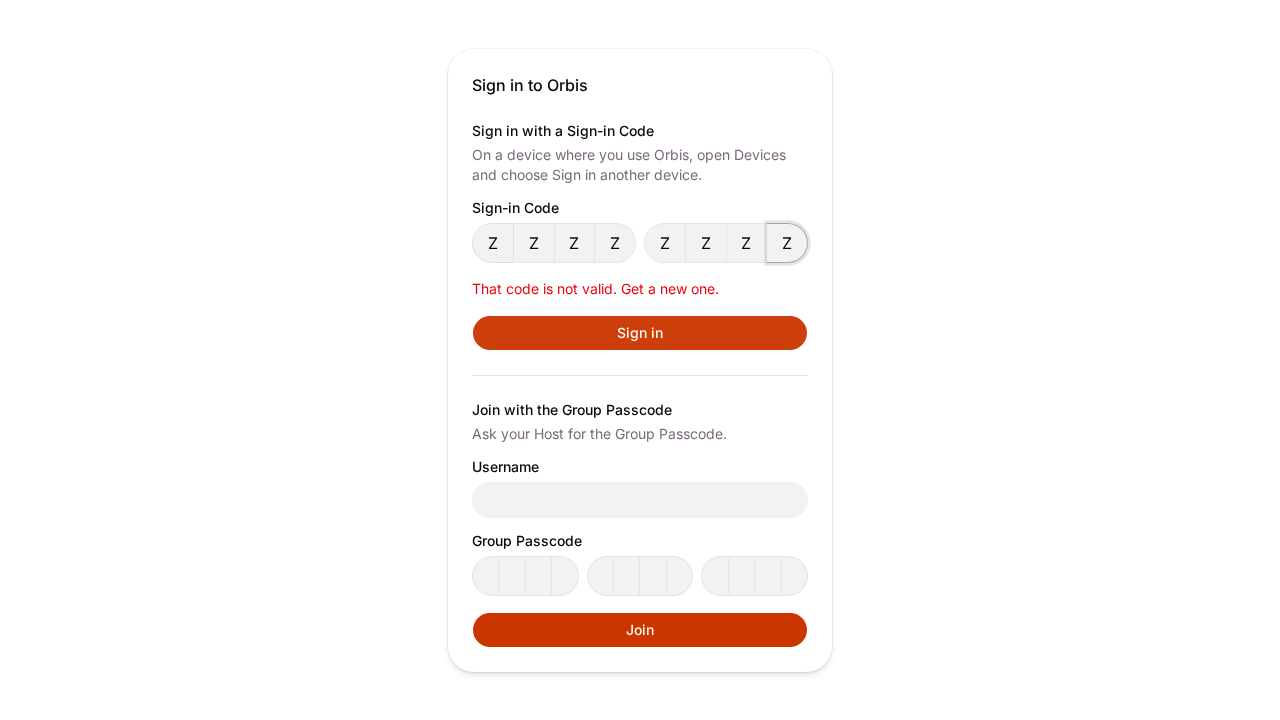 Sign in to Orbis
Sign in with a Sign-in Code
On a device where you use Orbis, open Devices
and choose Sign in another device.
Sign-in Code
Z Z Z Z Z Z Z Z
That code is not valid. Get a new one.
Sign in
Join with the Group Passcode
Ask your Host for the Group Passcode.
Username
Group Passcode
Join